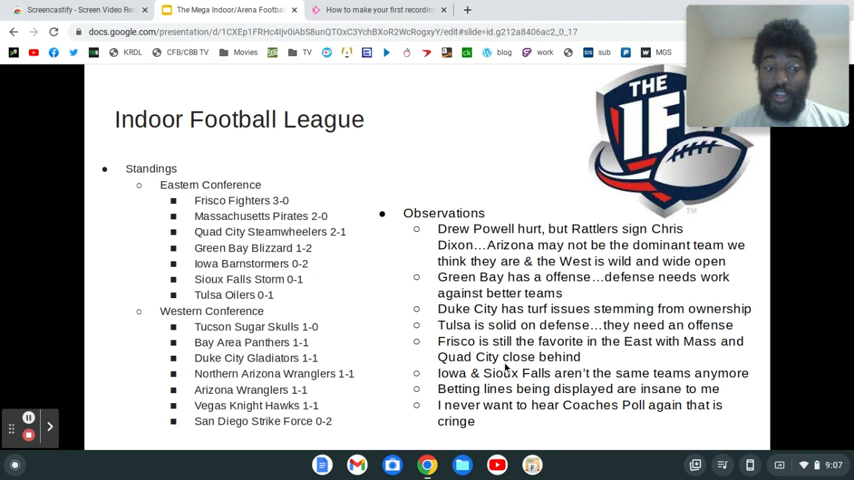 Screencastify - Screen Video Rec
The Mega Indoor/Arena Footbal
How to make your first recordin
docs.google.com/presentation/d/1CXEp1FRHc4Ijv0iAbS8unQTOxC3YchBXoR2WcRogxyY/edit#slide=id.g212a8406ac2_0_17
KRDL
CFB/CBB TV
Movies
TV
blog
work
subs
MGS
THE
IF
TM
Indoor Football League
Standings
Eastern Conference
Frisco Fighters 3-0
Massachusetts Pirates 2-0
Quad City Steamwheelers 2-1
Green Bay Blizzard 1-2
Iowa Barnstormers 0-2
Sioux Falls Storm 0-1
Tulsa Oilers 0-1
Western Conference
Tucson Sugar Skulls 1-0
Bay Area Panthers 1-1
Duke City Gladiators 1-1
Northern Arizona Wranglers 1-1
Arizona Wranglers 1-1
Vegas Knight Hawks 1-1
San Diego Strike Force 0-2
Observations
Drew Powell hurt, but Rattlers sign Chris
Dixon…Arizona may not be the dominant team we
think they are & the West is wild and wide open
Green Bay has a offense…defense needs work
against better teams
Duke City has turf issues stemming from ownership
Tulsa is solid on defense…they need an offense
Frisco is still the favorite in the East with Mass and
Quad City close behind
Iowa & Sioux Falls aren't the same teams anymore
Betting lines being displayed are insane to me
I never want to hear Coaches Poll again that is
cringe
9:07